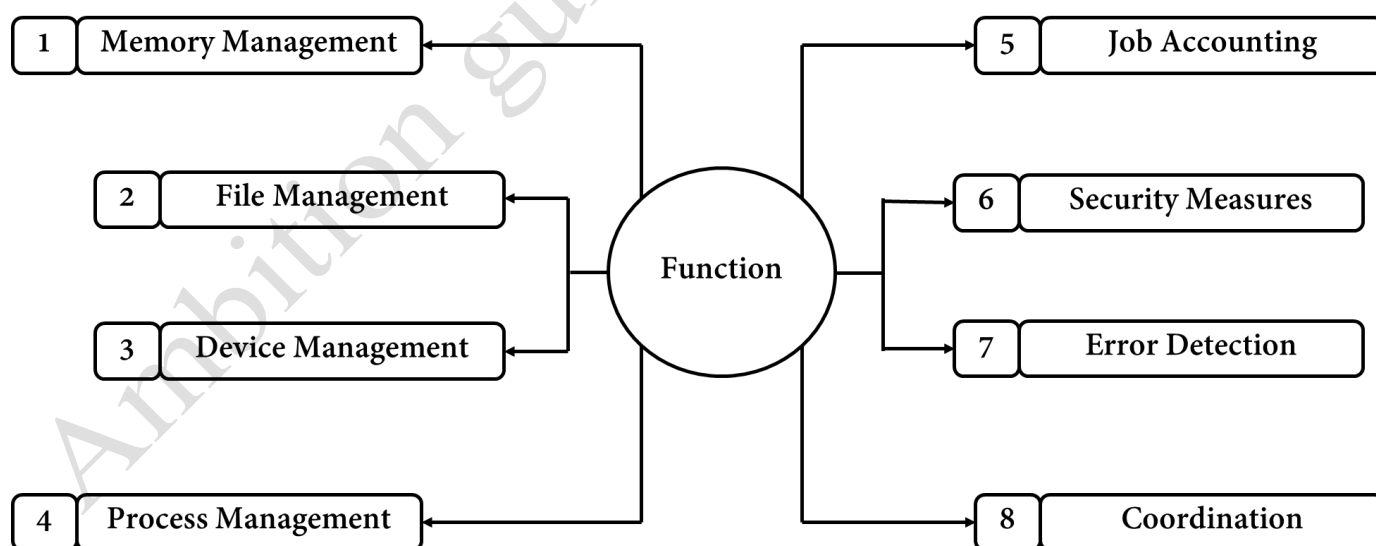 1 Memory Management
2 File Management
3 Device Management
4 Process Management
Function
5 Job Accounting
6 Security Measures
7 Error Detection
8 Coordination
Ambition